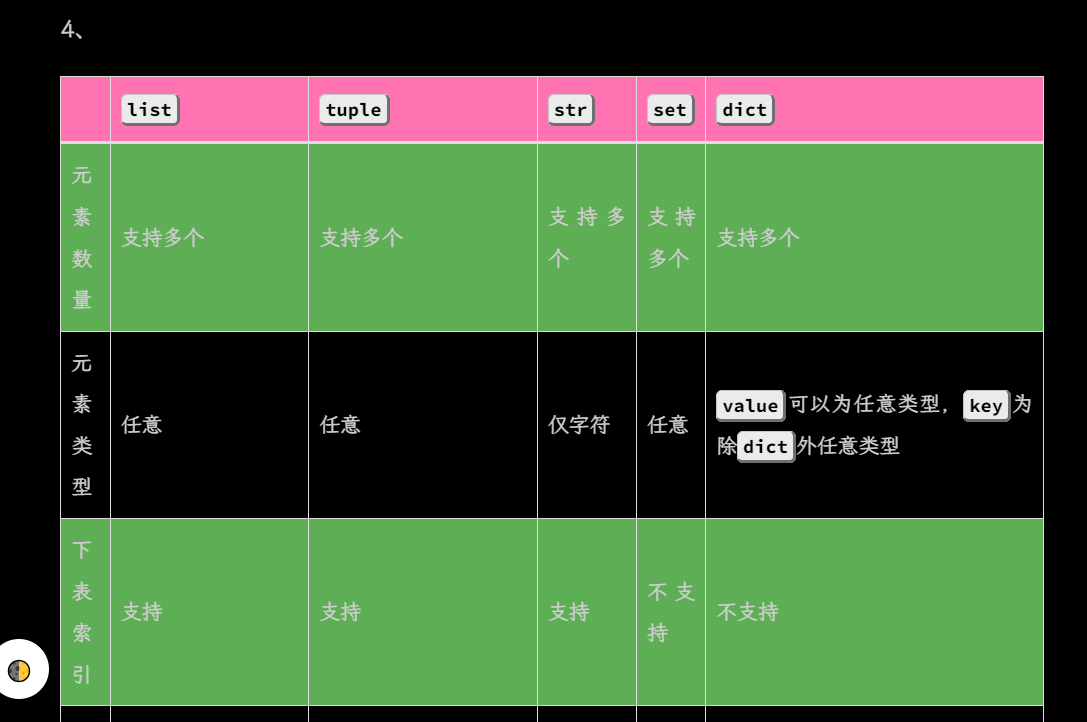 4、
list tuple str set dict
元素数量 支持多个 支持多个 支持多个 支持多个 支持多个
元素类型 任意 任意 仅字符 任意 value可以为任意类型，key为除dict外任意类型
下表索引 支持 支持 支持 不支持 不支持